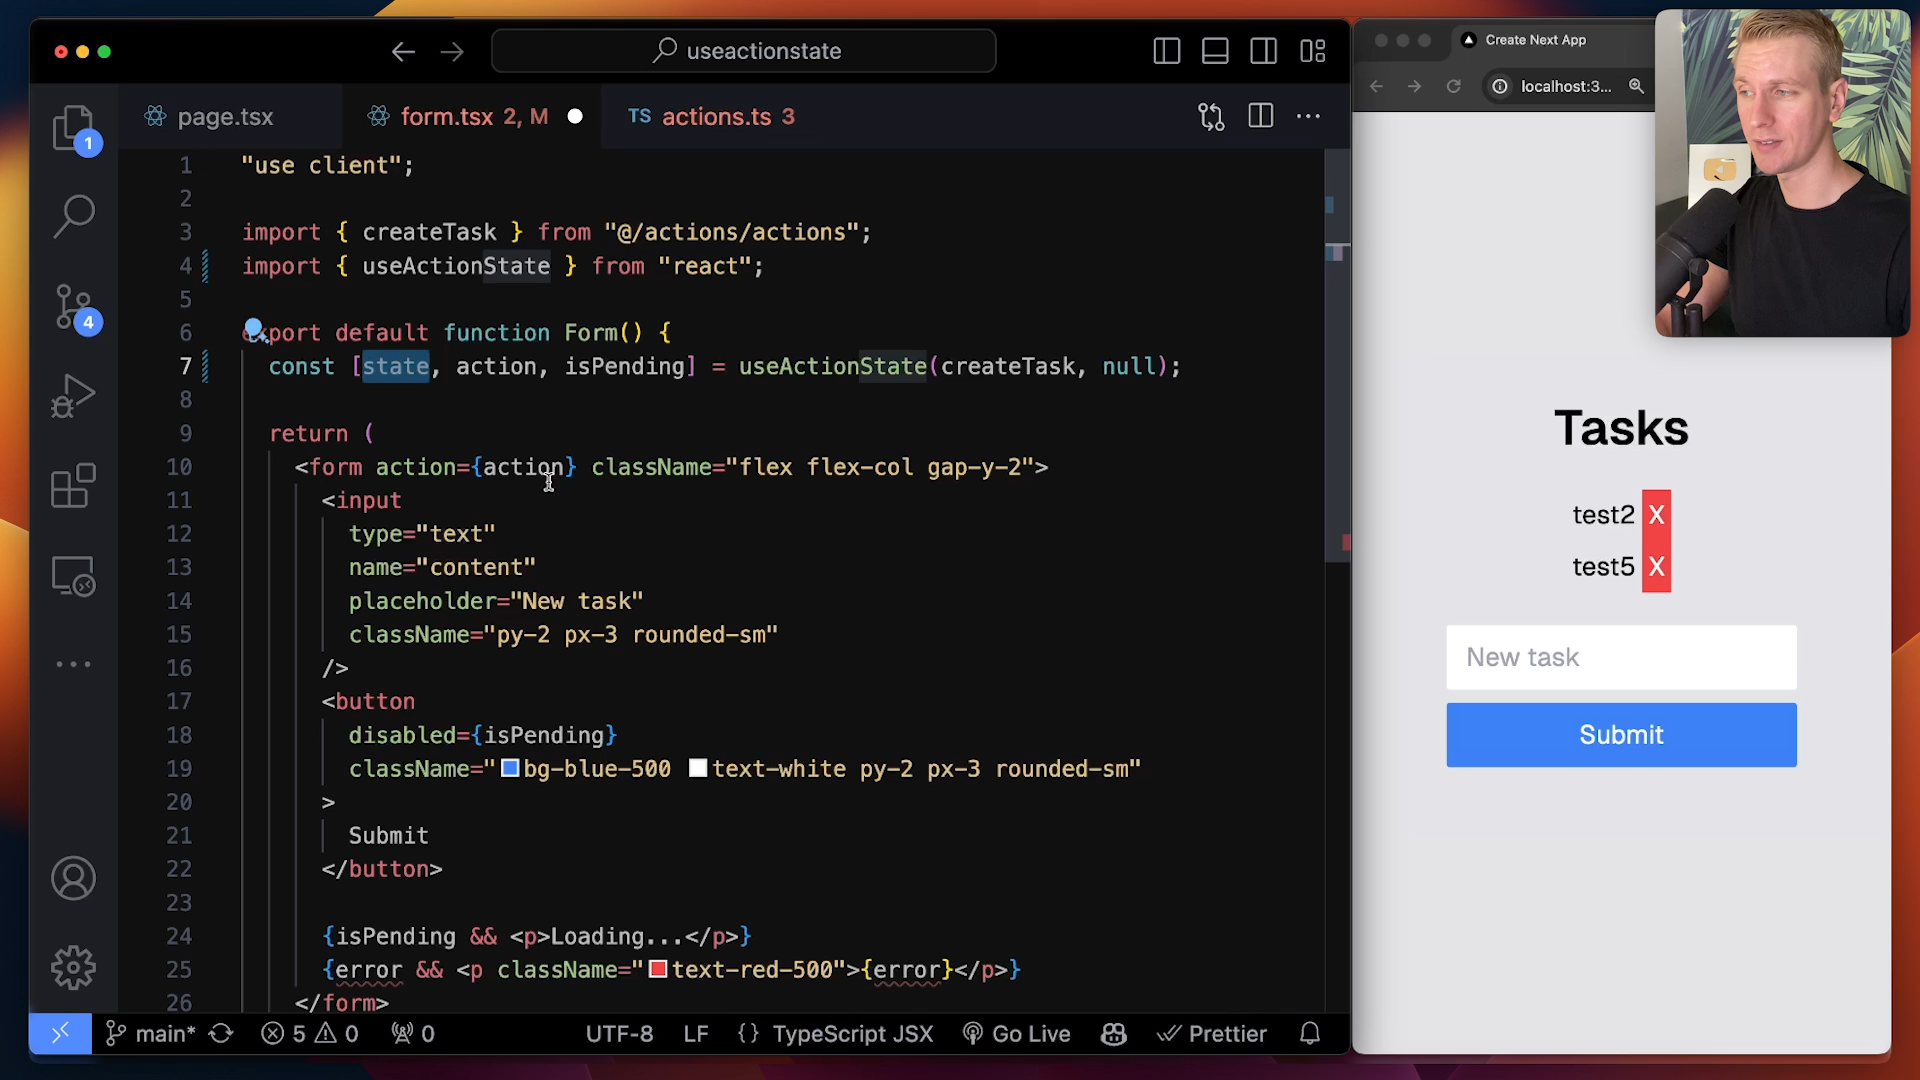 useactionstate
page.tsx
form.tsx 2, M
TS actions.ts 3
1
4
1 "use client";
2
3 import { createTask } from "@/actions/actions";
4 import { useActionState } from "react";
5
6 export default function Form() {
7 const [state, action, isPending] = useActionState(createTask, null);
8
9 return (
10 <form action={action} className="flex flex-col gap-y-2">
11 <input
12 type="text"
13 name="content"
14 placeholder="New task"
15 className="py-2 px-3 rounded-sm"
16 />
17 <button
18 disabled={isPending}
19 className="bg-blue-500 text-white py-2 px-3 rounded-sm"
20 >
21 Submit
22 </button>
23
24 {isPending && <p>Loading...</p>}
25 {error && <p className="text-red-500">{error}</p>}
26 </form>
main* 5 0 0 UTF-8 LF {} TypeScript JSX Go Live Prettier
Create Next App
localhost:3...
Tasks
test2 X
test5 X
New task
Submit